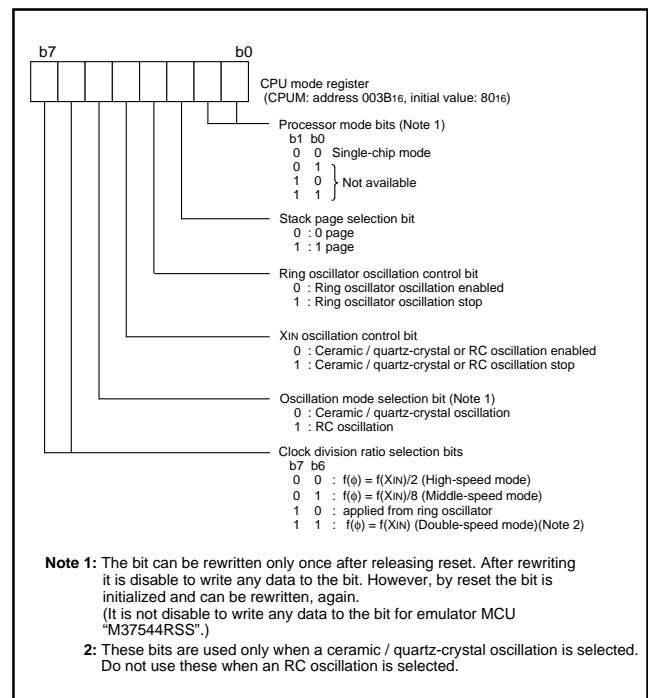 b7 b0
CPU mode register
(CPUM: address 003B16, initial value: 8016)
Processor mode bits (Note 1)
b1 b0
0 0 Single-chip mode
0 1
1 0 Not available
1 1
Stack page selection bit
0 : 0 page
1 : 1 page
Ring oscillator oscillation control bit
0 : Ring oscillator oscillation enabled
1 : Ring oscillator oscillation stop
XIN oscillation control bit
0 : Ceramic / quartz-crystal or RC oscillation enabled
1 : Ceramic / quartz-crystal or RC oscillation stop
Oscillation mode selection bit (Note 1)
0 : Ceramic / quartz-crystal oscillation
1 : RC oscillation
Clock division ratio selection bits
b7 b6
0 0 : f(φ) = f(XIN)/2 (High-speed mode)
0 1 : f(φ) = f(XIN)/8 (Middle-speed mode)
1 0 : applied from ring oscillator
1 1 : f(φ) = f(XIN) (Double-speed mode)(Note 2)
Note 1: The bit can be rewritten only once after releasing reset. After rewriting
it is disable to write any data to the bit. However, by reset the bit is
initialized and can be rewritten, again.
(It is not disable to write any data to the bit for emulator MCU
“M37544RSS”.)
2: These bits are used only when a ceramic / quartz-crystal oscillation is selected.
Do not use these when an RC oscillation is selected.